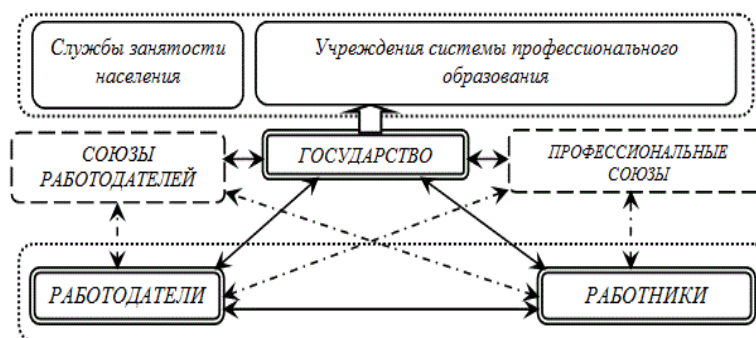 Службы занятости
населения
Учреждения системы профессионального
образования
СОЮЗЫ
РАБОТОДАТЕЛЕЙ
ГОСУДАРСТВО
ПРОФЕССИОНАЛЬНЫЕ
СОЮЗЫ
РАБОТОДАТЕЛИ
РАБОТНИКИ